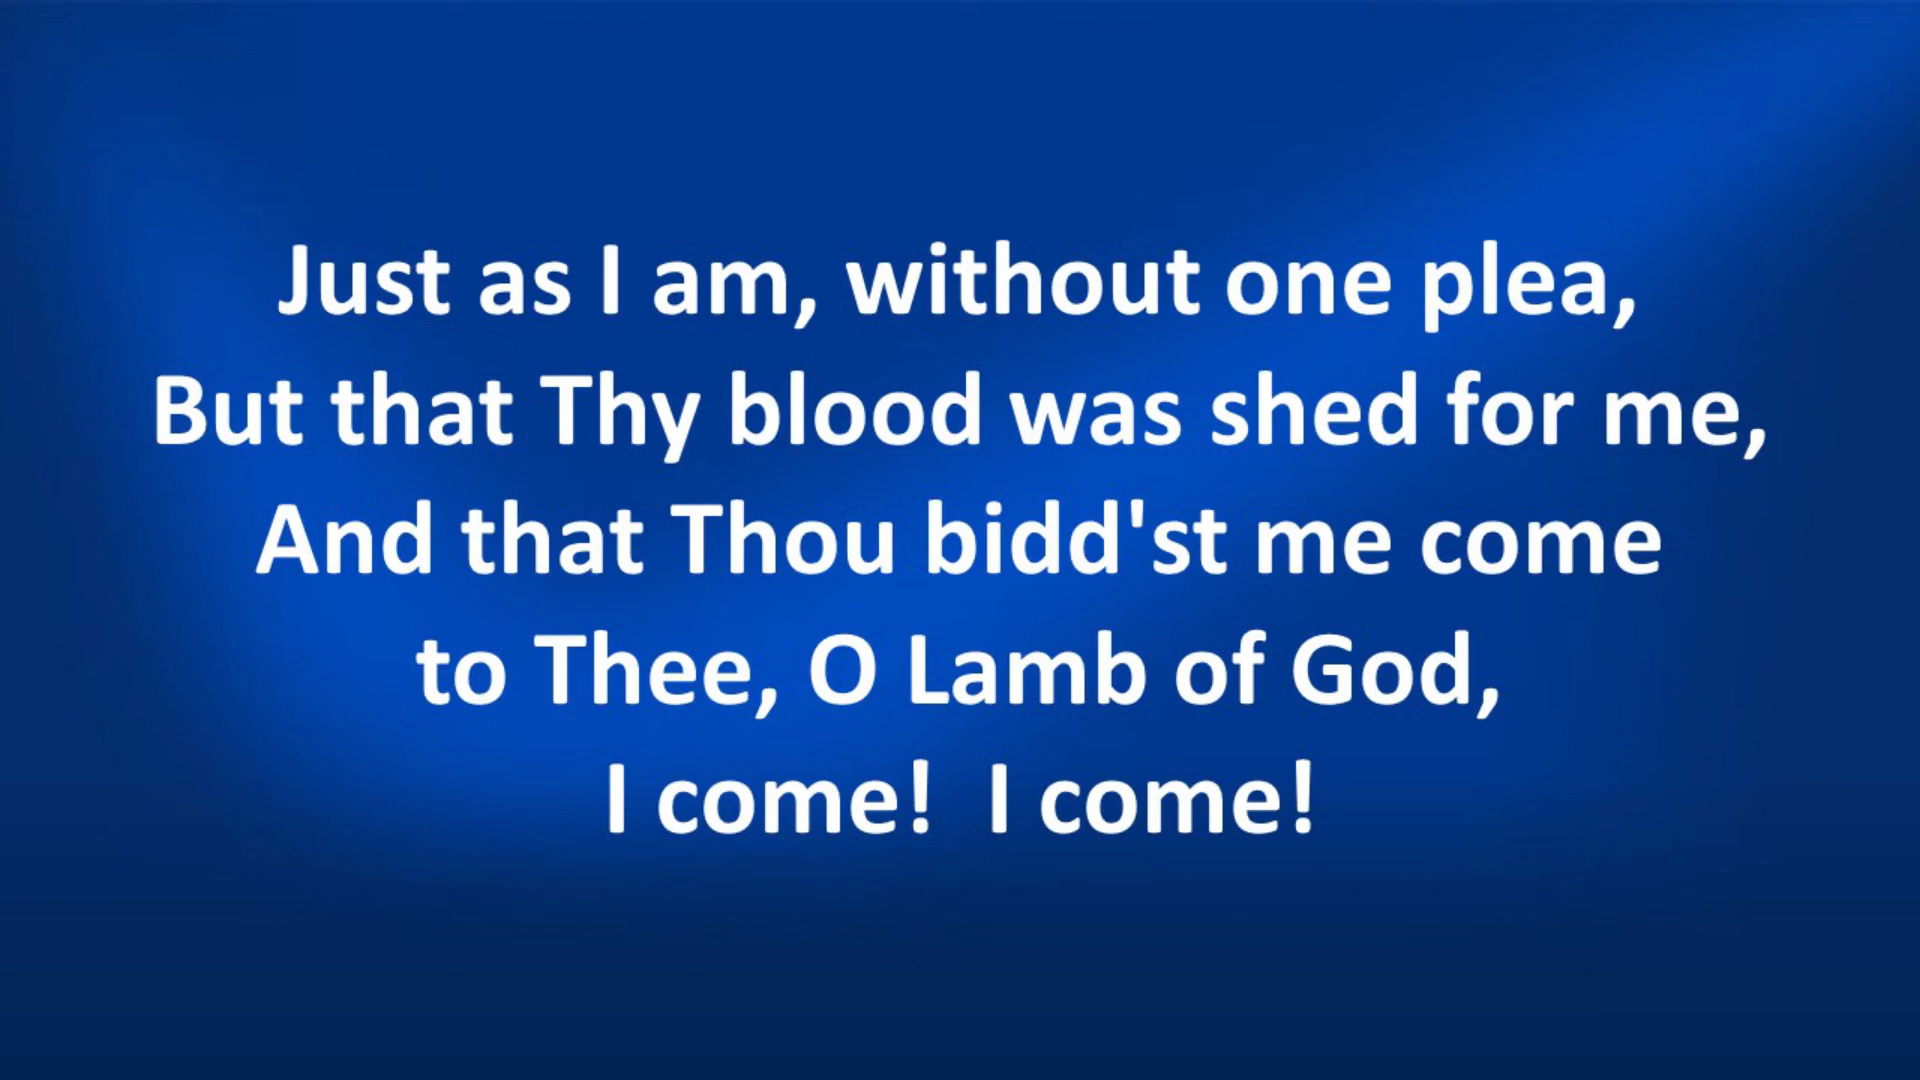 Just as I am, without one plea,
But that Thy blood was shed for me,
And that Thou bidd'st me come
to Thee, O Lamb of God,
I come!  I come!